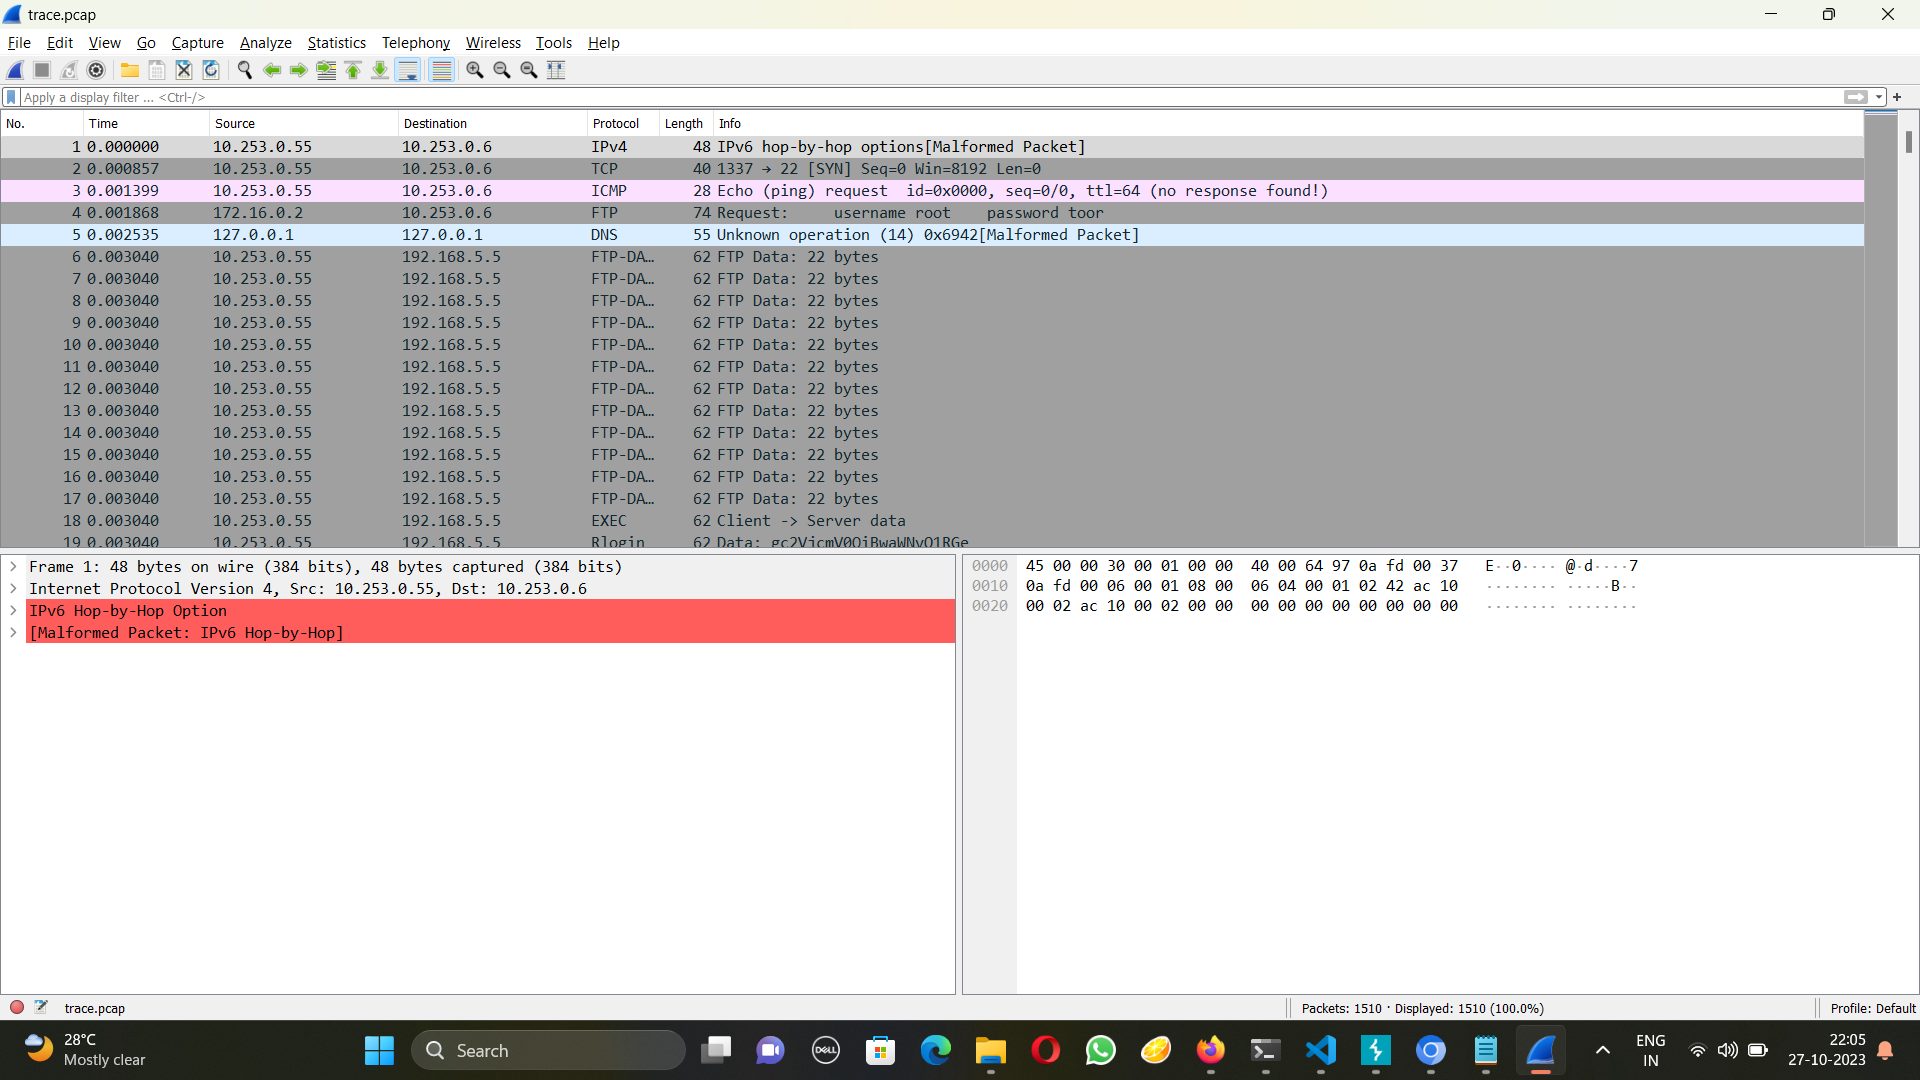 trace.pcap
File Edit View Go Capture Analyze Statistics Telephony Wireless Tools Help
Apply a display filter ... <Ctrl-/>
No. Time Source Destination Protocol Length Info
1 0.000000 10.253.0.55 10.253.0.6 IPv4 48 IPv6 hop-by-hop options[Malformed Packet]
2 0.000857 10.253.0.55 10.253.0.6 TCP 40 1337 → 22 [SYN] Seq=0 Win=8192 Len=0
3 0.001399 10.253.0.55 10.253.0.6 ICMP 28 Echo (ping) request id=0x0000, seq=0/0, ttl=64 (no response found!)
4 0.001868 172.16.0.2 10.253.0.6 FTP 74 Request: username root password toor
5 0.002535 127.0.0.1 127.0.0.1 DNS 55 Unknown operation (14) 0x6942[Malformed Packet]
6 0.003040 10.253.0.55 192.168.5.5 FTP-DA… 62 FTP Data: 22 bytes
7 0.003040 10.253.0.55 192.168.5.5 FTP-DA… 62 FTP Data: 22 bytes
8 0.003040 10.253.0.55 192.168.5.5 FTP-DA… 62 FTP Data: 22 bytes
9 0.003040 10.253.0.55 192.168.5.5 FTP-DA… 62 FTP Data: 22 bytes
10 0.003040 10.253.0.55 192.168.5.5 FTP-DA… 62 FTP Data: 22 bytes
11 0.003040 10.253.0.55 192.168.5.5 FTP-DA… 62 FTP Data: 22 bytes
12 0.003040 10.253.0.55 192.168.5.5 FTP-DA… 62 FTP Data: 22 bytes
13 0.003040 10.253.0.55 192.168.5.5 FTP-DA… 62 FTP Data: 22 bytes
14 0.003040 10.253.0.55 192.168.5.5 FTP-DA… 62 FTP Data: 22 bytes
15 0.003040 10.253.0.55 192.168.5.5 FTP-DA… 62 FTP Data: 22 bytes
16 0.003040 10.253.0.55 192.168.5.5 FTP-DA… 62 FTP Data: 22 bytes
17 0.003040 10.253.0.55 192.168.5.5 FTP-DA… 62 FTP Data: 22 bytes
18 0.003040 10.253.0.55 192.168.5.5 EXEC 62 Client -> Server data
19 0.003040 10.253.0.55 192.168.5.5 Rlogin 62 Data:
Frame 1: 48 bytes on wire (384 bits), 48 bytes captured (384 bits)
Internet Protocol Version 4, Src: 10.253.0.55, Dst: 10.253.0.6
IPv6 Hop-by-Hop Option
[Malformed Packet: IPv6 Hop-by-Hop]
0000 45 00 00 30 00 01 00 00 40 00 64 97 0a fd 00 37 E··0···· @·d····7
0010 0a fd 00 06 00 01 08 00 06 04 00 01 02 42 ac 10 ········ ·····B··
0020 00 02 ac 10 00 02 00 00 00 00 00 00 00 00 00 00 ········ ········
trace.pcap
Packets: 1510 · Displayed: 1510 (100.0%)
Profile: Default
28°C
Mostly clear
Search
DELL
ENG
IN
22:05
27-10-2023